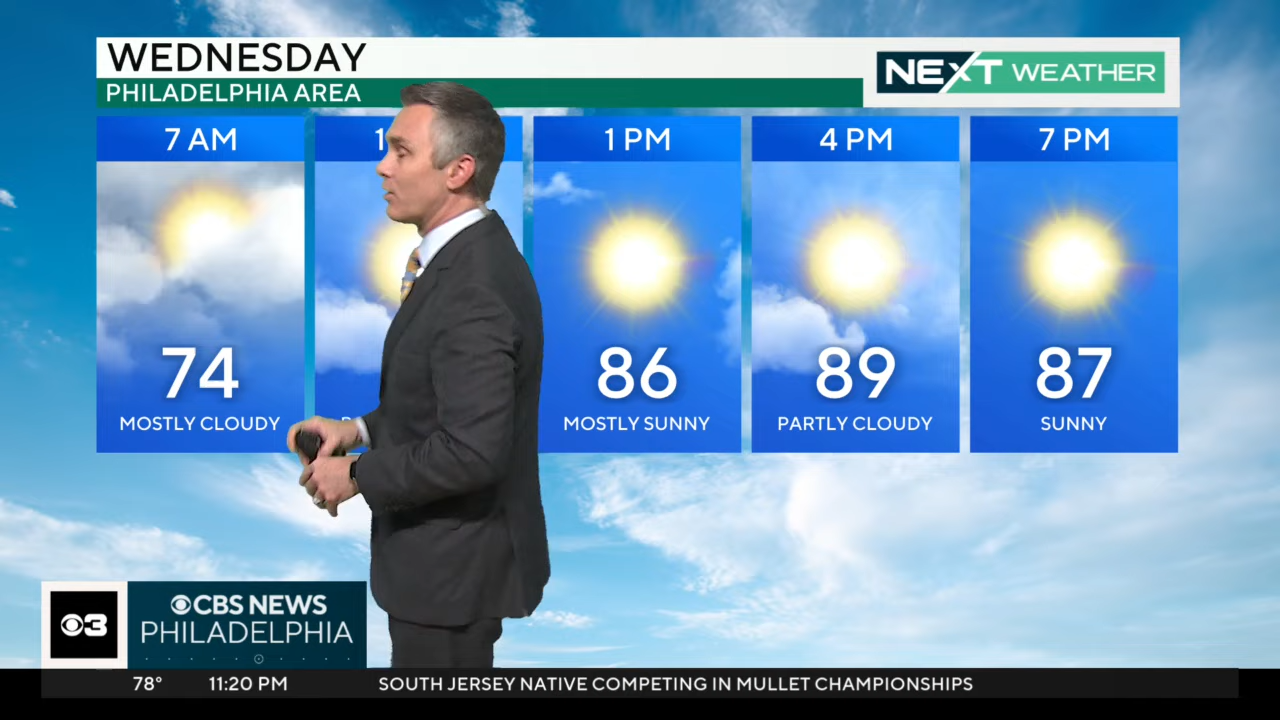 WEDNESDAY
PHILADELPHIA AREA
NEXT WEATHER
7 AM
1 PM
4 PM
7 PM
74
86
89
87
MOSTLY CLOUDY
MOSTLY SUNNY
PARTLY CLOUDY
SUNNY
3
CBS NEWS
PHILADELPHIA
78° 11:20 PM SOUTH JERSEY NATIVE COMPETING IN MULLET CHAMPIONSHIPS